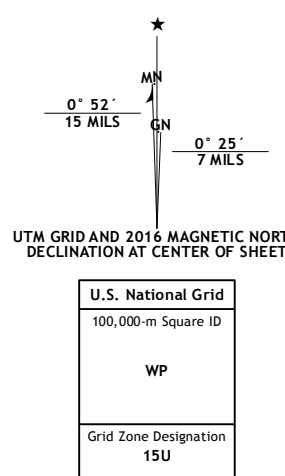 ★
MN
0° 52´
15 MILS
GN
0° 25´
7 MILS
UTM GRID AND 2016 MAGNETIC NORT
DECLINATION AT CENTER OF SHEET
U.S. National Grid
100,000-m Square ID
WP
Grid Zone Designation
15U